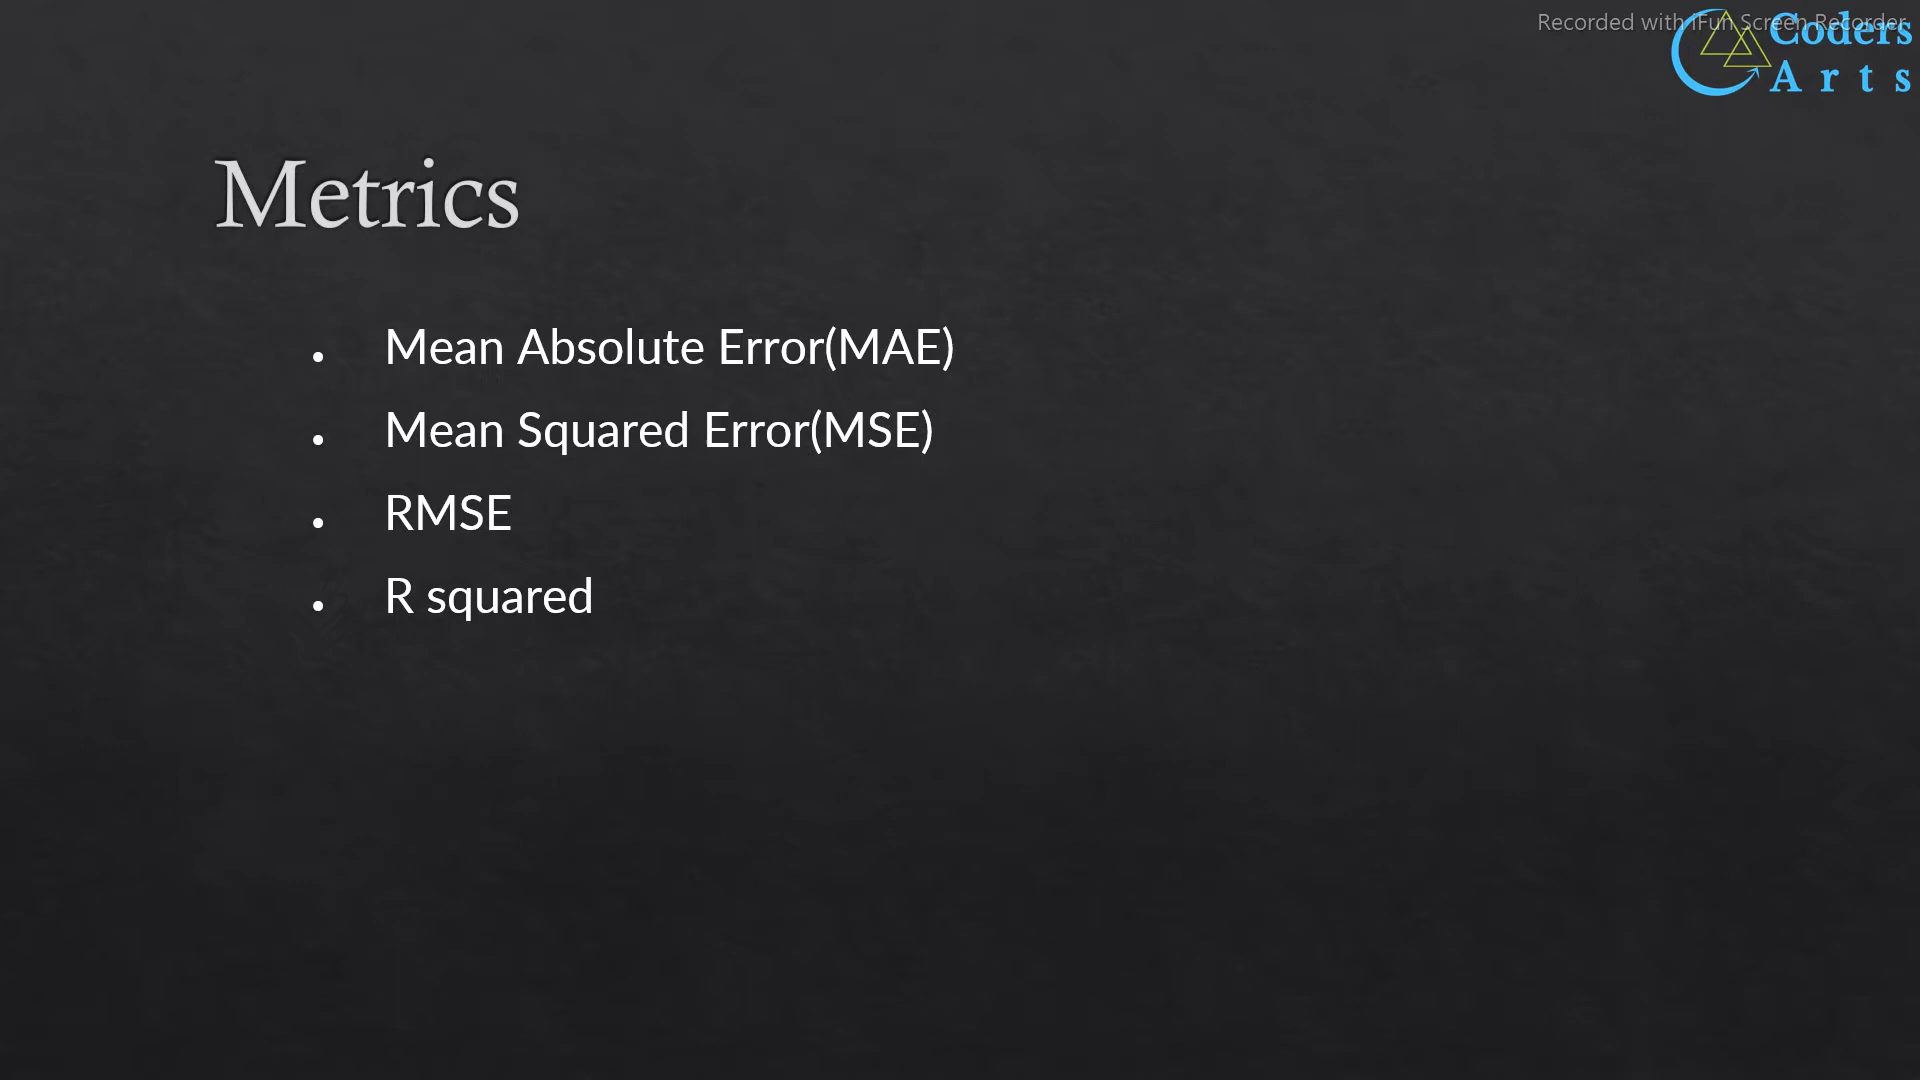 Recorded with iFun Screen Recorder
Coders
Arts
Metrics
• Mean Absolute Error(MAE)
• Mean Squared Error(MSE)
• RMSE
• R squared